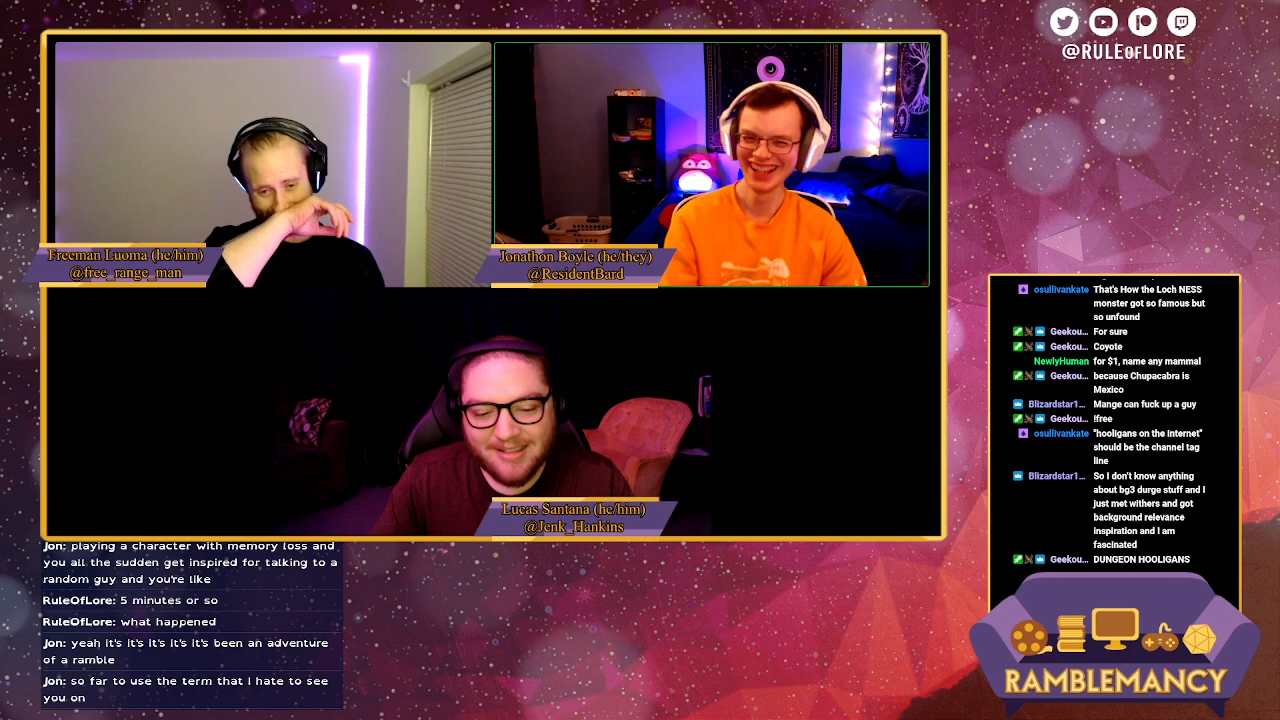 @RULEOFLORE
Freeman Luoma (he/him)
@free_range_man
Jonathon Boyle (he/they)
@ResidentBard
Lucas Santana (he/him)
@Jenk_Hankins
Jon: playing a character with memory loss and
you all the sudden get inspired for talking to a
random guy and you're like
RuleOfLore: 5 minutes or so
RuleOfLore: what happened
Jon: yeah it's it's it's it's it's been an adventure
of a ramble
Jon: so far to use the term that I hate to see
you on
osullivankate That's How the Loch NESS
monster got so famous but
so unfound
Geekou... For sure
Geekou... Coyote
NewlyHuman for $1, name any mammal
Geekou... because Chupacabra is
Mexico
Blizardstar1... Mange can fuck up a guy
Geekou... !free
osullivankate "hooligans on the internet"
should be the channel tag
line
Blizardstar1... So I don't know anything
about bg3 durge stuff and I
just met withers and got
background relevance
inspiration and I am
fascinated
Geekou... DUNGEON HOOLIGANS
RAMBLEMANCY